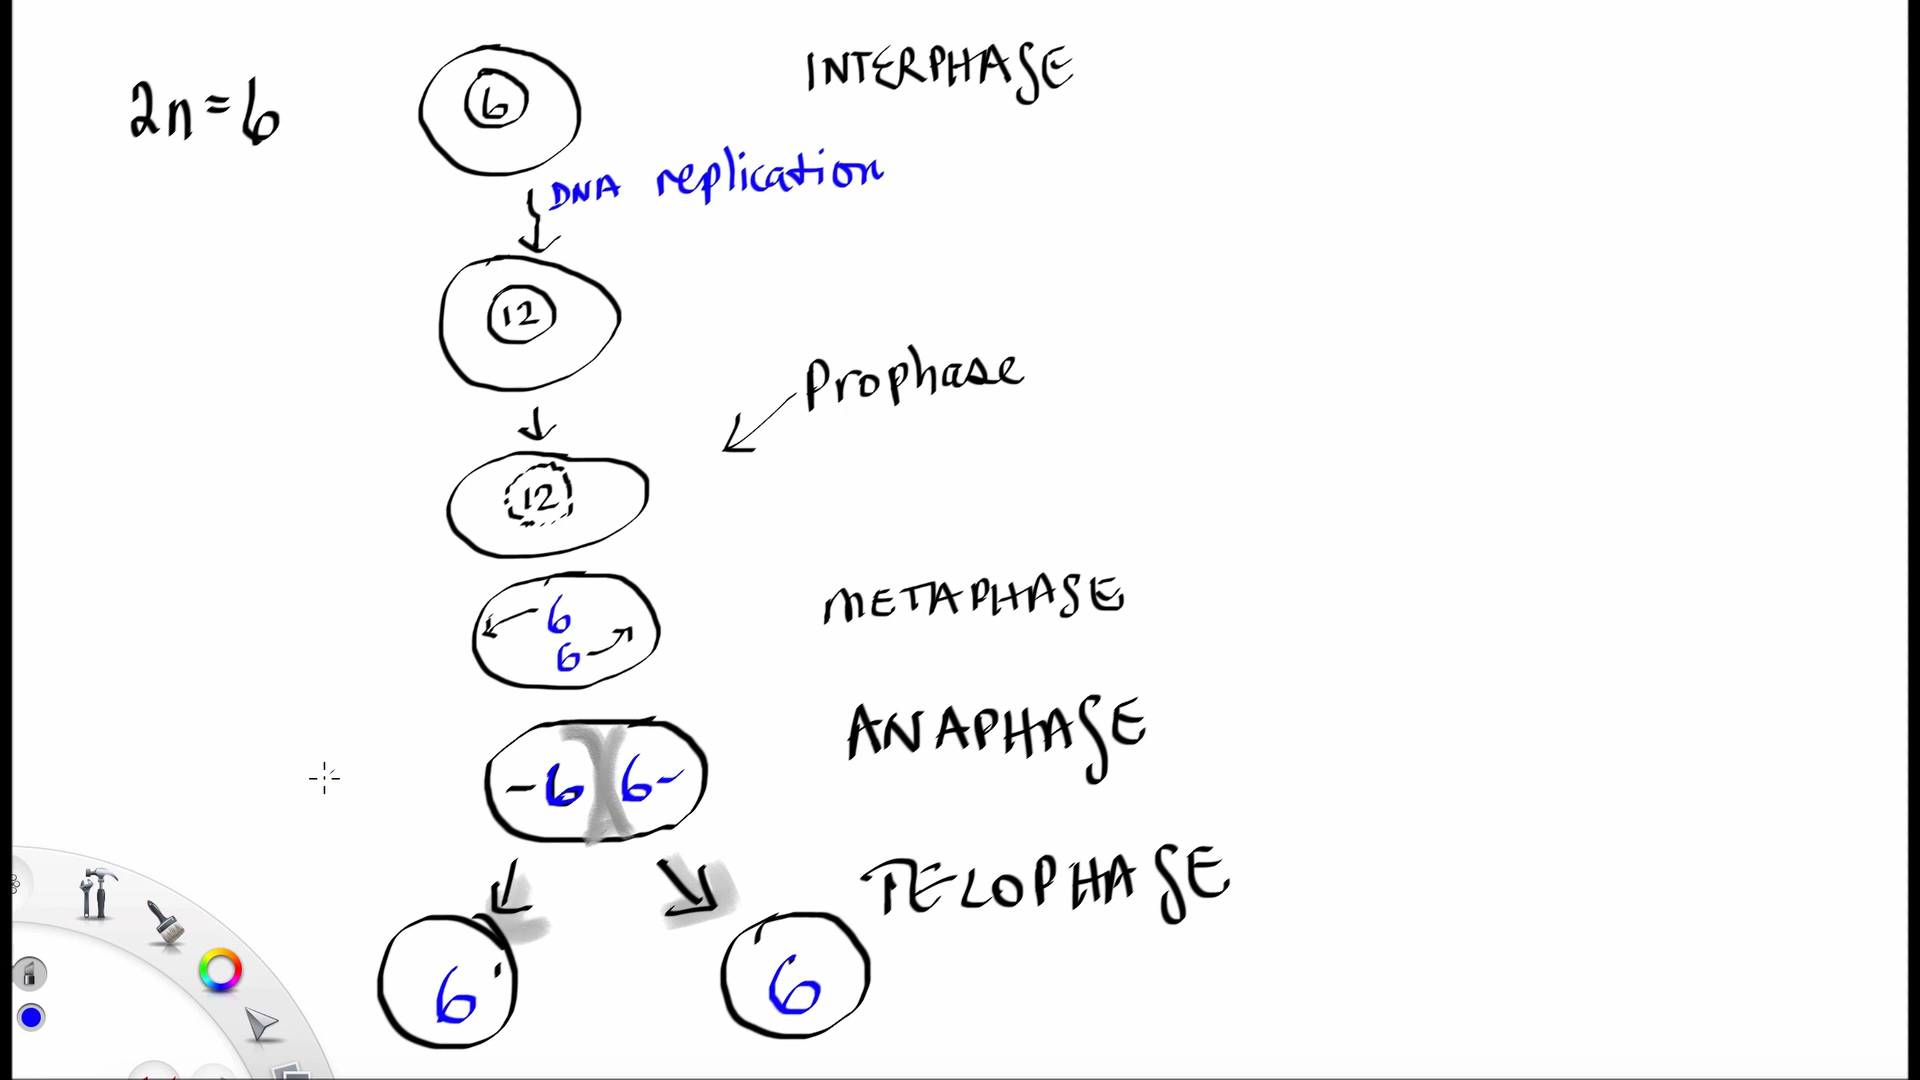 INTERPHASE
2n=6
6
DNA replication
12
Prophase
12
METAPHASE
6
6
ANAPHASE
-6 6-
TELOPHASE
6 6